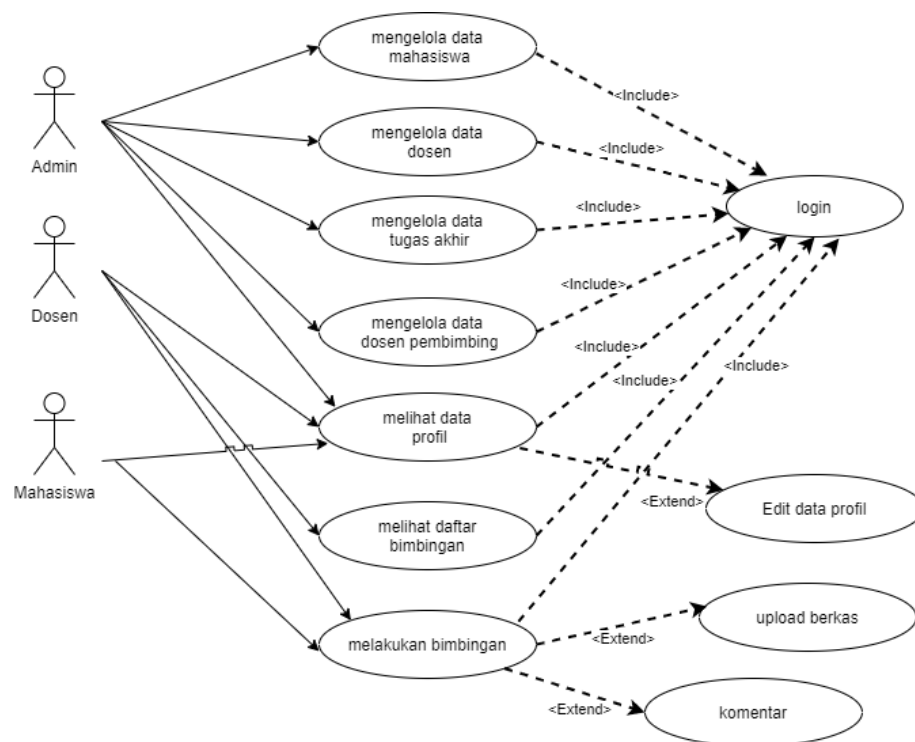 mengelola data
mahasiswa
<Include>
Admin
mengelola data
dosen
<Include>
login
mengelola data
tugas akhir
<Include>
Dosen
mengelola data
dosen pembimbing
<Include>
<Include>
<Include>
<Include>
Mahasiswa
melihat data
profil
<Extend>
Edit data profil
melihat daftar
bimbingan
melakukan bimbingan
<Extend>
upload berkas
<Extend>
komentar